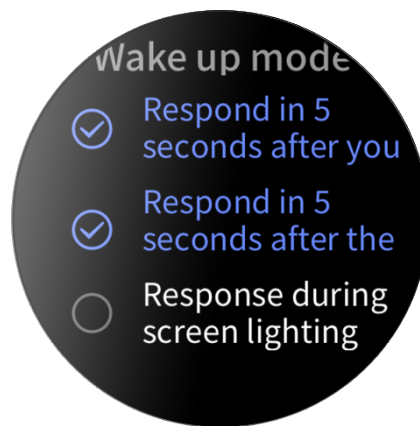 Wake up mode
Respond in 5
seconds after you
Respond in 5
seconds after the
Response during
screen lighting